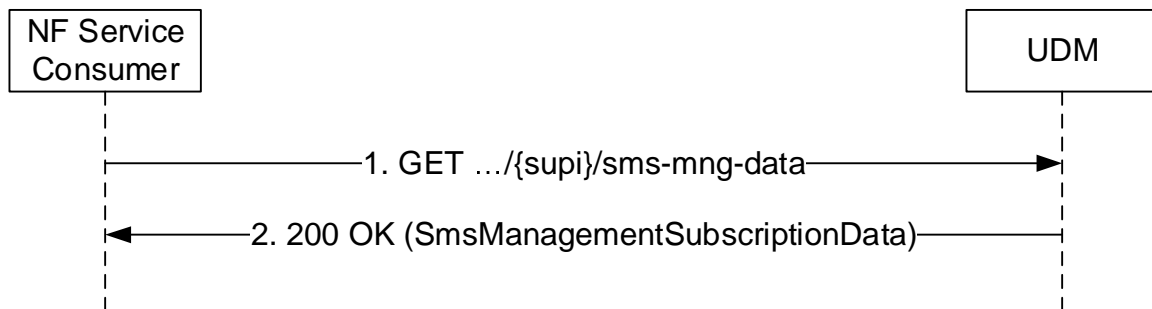 NF Service
Consumer
UDM
1. GET …/{supi}/sms-mng-data
2. 200 OK (SmsManagementSubscriptionData)